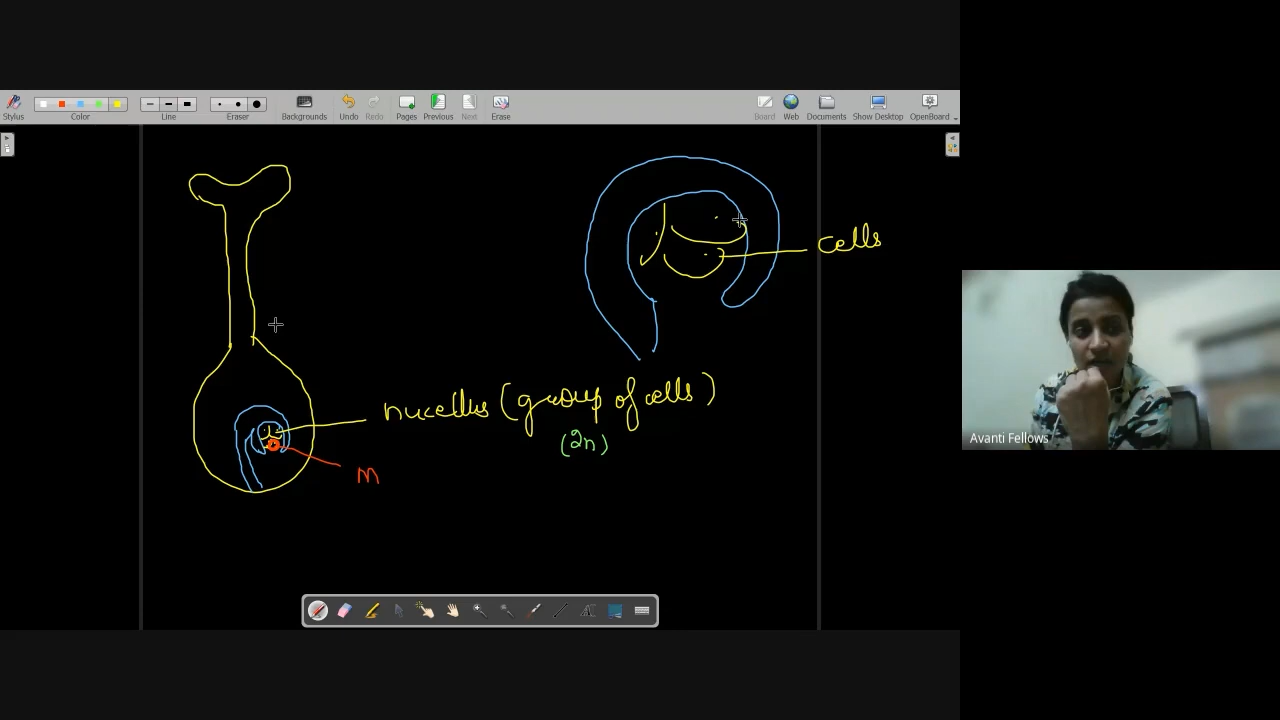 Stylus
Color
Line
Eraser
Backgrounds
Undo
Redo
Pages
Previous
Next
Erase
Board
Web
Documents
Show Desktop
OpenBoard
cells
nucellus (group of cells)
(2n)
m
Avanti Fellows